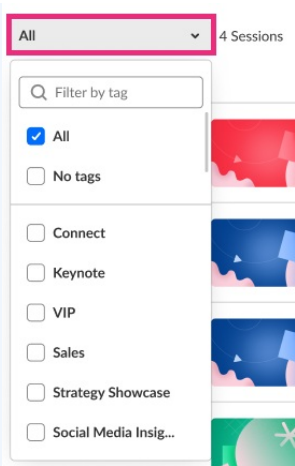 All
4 Sessions
Filter by tag
All
No tags
Connect
Keynote
VIP
Sales
Strategy Showcase
Social Media Insig...